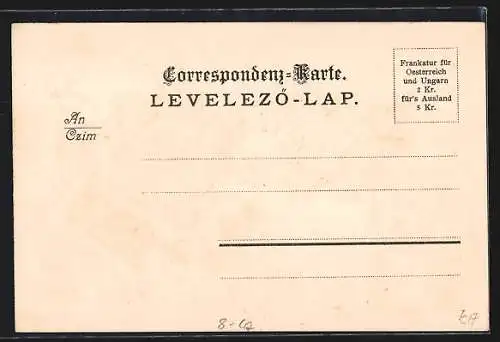 Correspondenz-Karte.
LEVELEZŐ-LAP.
Frankatur für
Oesterreich
und Ungarn
2 Kr.
für's Ausland
5 Kr.
An
Czim